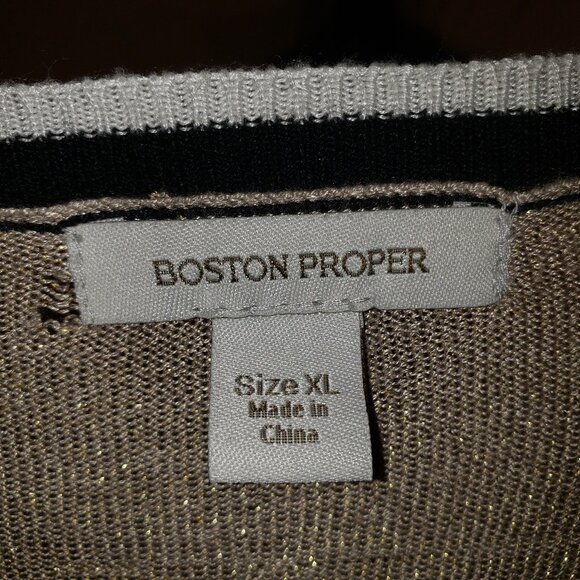 BOSTON PROPER
Size XL
Made in
China